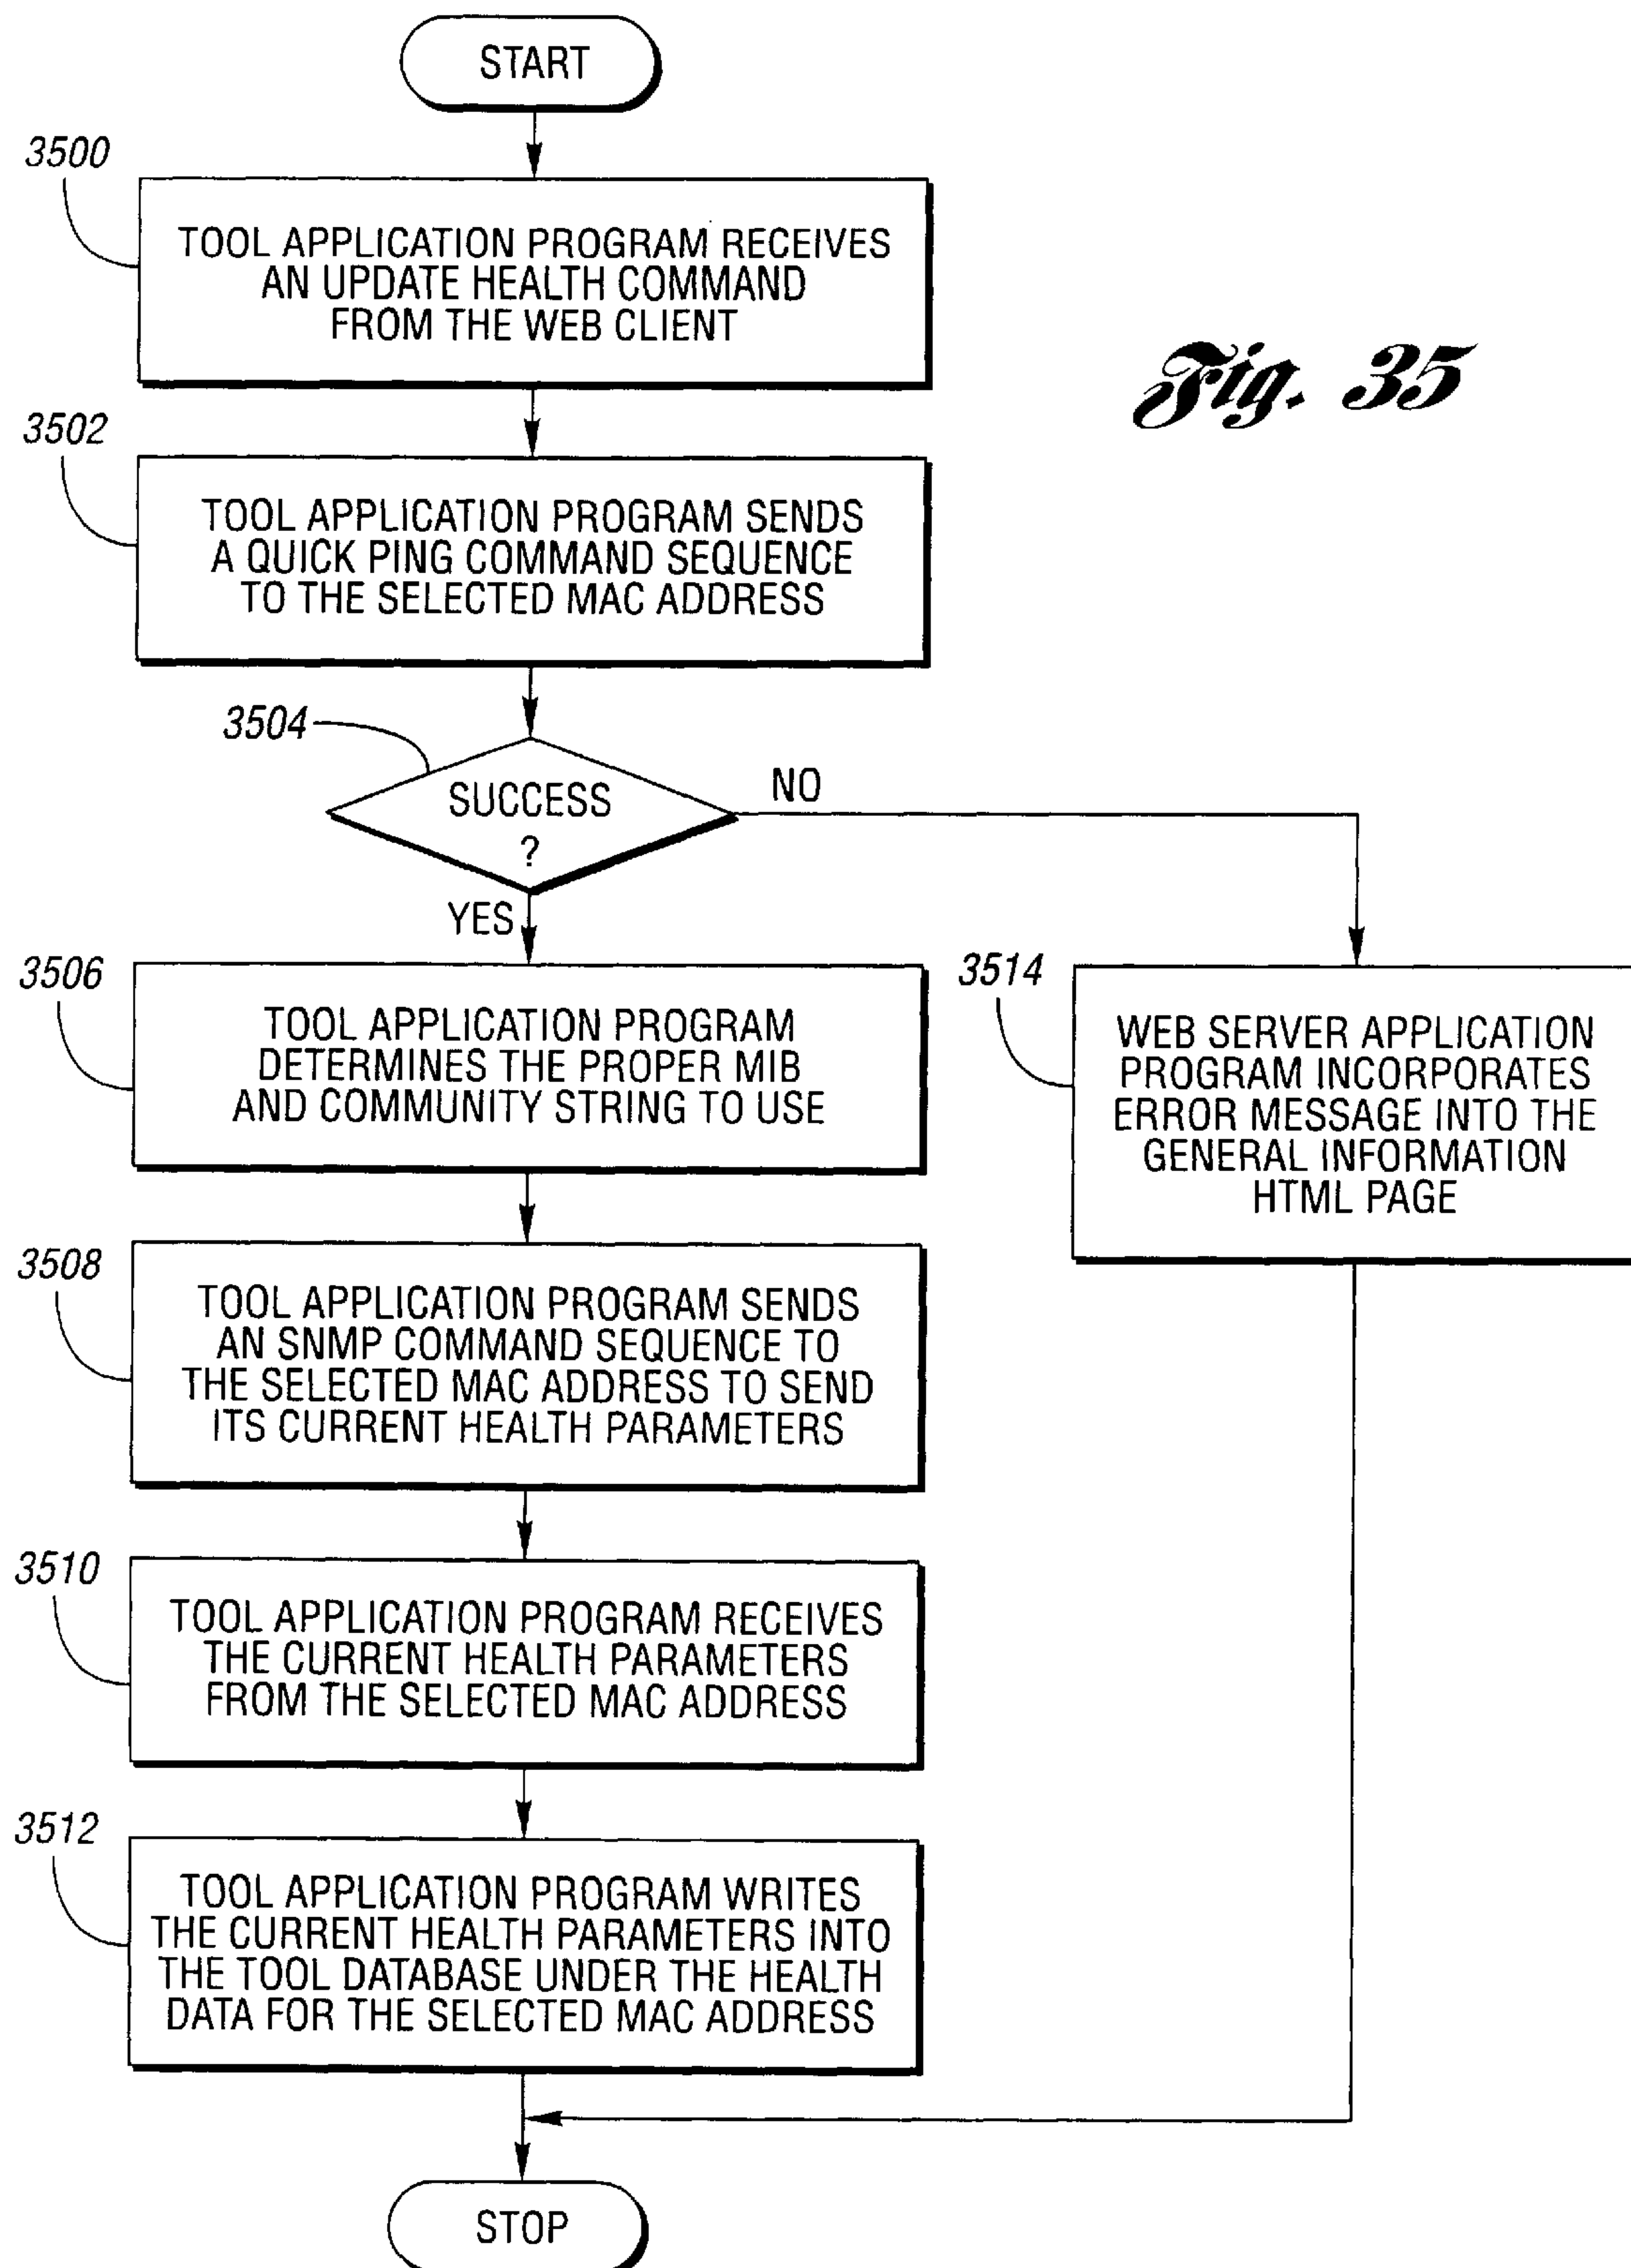 START
3500
TOOL APPLICATION PROGRAM RECEIVES
AN UPDATE HEALTH COMMAND
FROM THE WEB CLIENT
Fig. 35
3502
TOOL APPLICATION PROGRAM SENDS
A QUICK PING COMMAND SEQUENCE
TO THE SELECTED MAC ADDRESS
3504
SUCCESS
?
NO
YES
3506
TOOL APPLICATION PROGRAM
DETERMINES THE PROPER MIB
AND COMMUNITY STRING TO USE
3514
WEB SERVER APPLICATION
PROGRAM INCORPORATES
ERROR MESSAGE INTO THE
GENERAL INFORMATION
HTML PAGE
3508
TOOL APPLICATION PROGRAM SENDS
AN SNMP COMMAND SEQUENCE TO
THE SELECTED MAC ADDRESS TO SEND
ITS CURRENT HEALTH PARAMETERS
3510
TOOL APPLICATION PROGRAM RECEIVES
THE CURRENT HEALTH PARAMETERS
FROM THE SELECTED MAC ADDRESS
3512
TOOL APPLICATION PROGRAM WRITES
THE CURRENT HEALTH PARAMETERS INTO
THE TOOL DATABASE UNDER THE HEALTH
DATA FOR THE SELECTED MAC ADDRESS
STOP